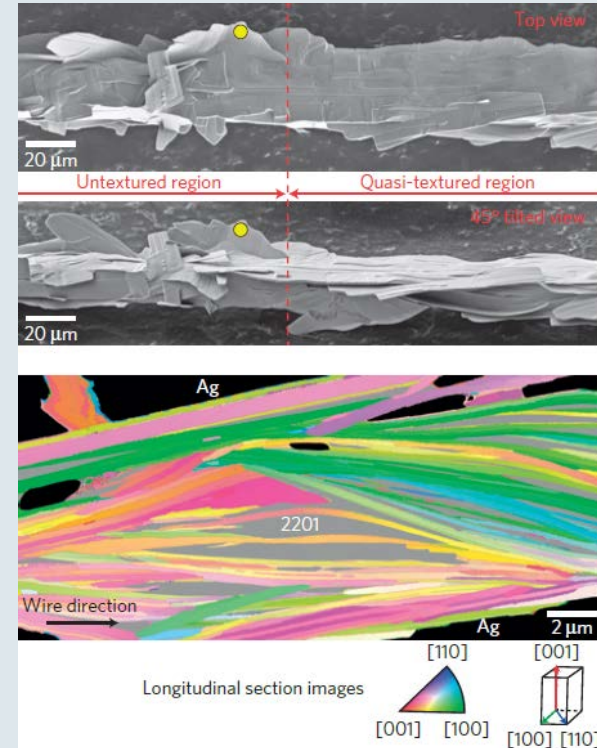 Top view
20 μm
Untextured region
Quasi-textured region
45° tilted view
20 μm
Ag
2201
Wire direction
2 μm
Ag
Longitudinal section images
[110]
[001] [100]
[001]
[100] [110]